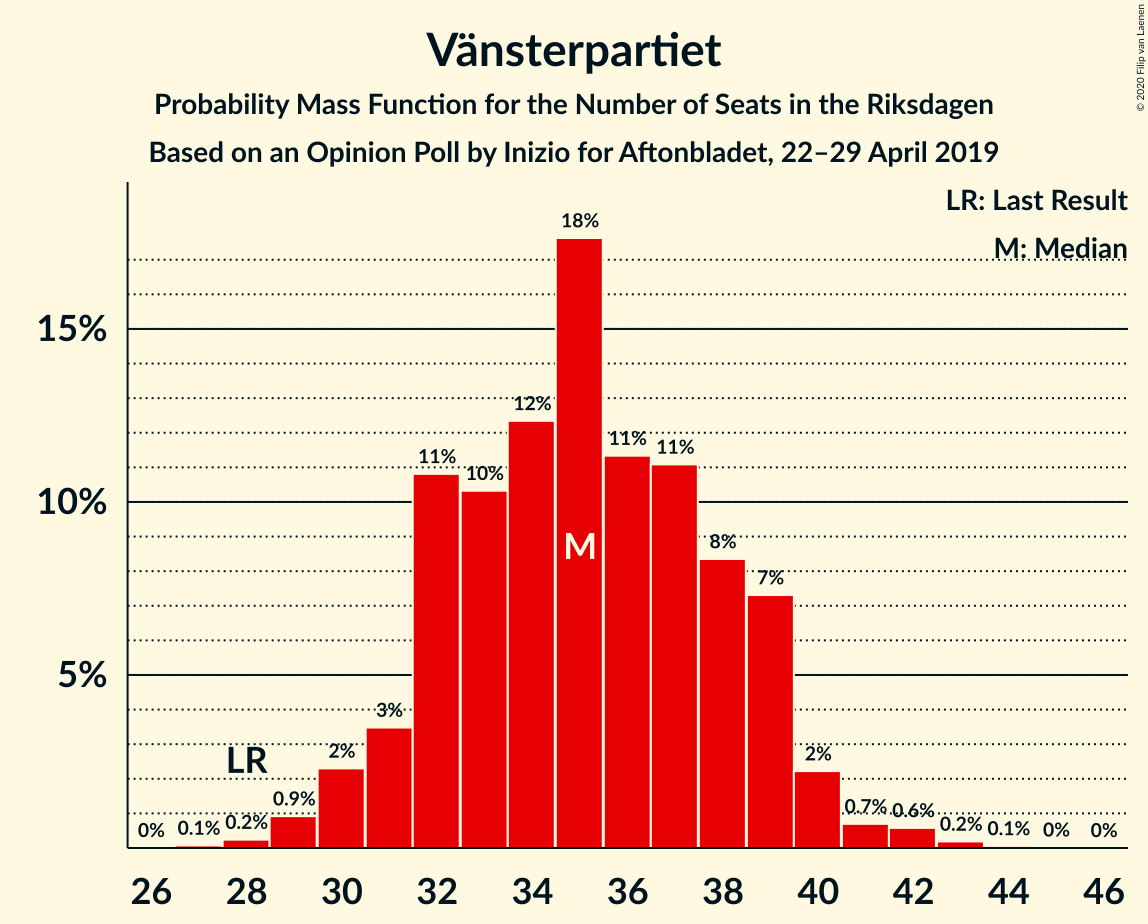 Vänsterpartiet
Probability Mass Function for the Number of Seats in the Riksdagen
Based on an Opinion Poll by Inizio for Aftonbladet, 22–29 April 2019
© 2020 Filip van Laenen
LR: Last Result
M: Median
15%
10%
5%
0%
0.1%
0.2%
LR
0.9%
2%
3%
11%
10%
12%
18%
M
11%
11%
8%
7%
2%
0.7%
0.6%
0.2%
0.1%
0%
0%
26 28 30 32 34 36 38 40 42 44 46